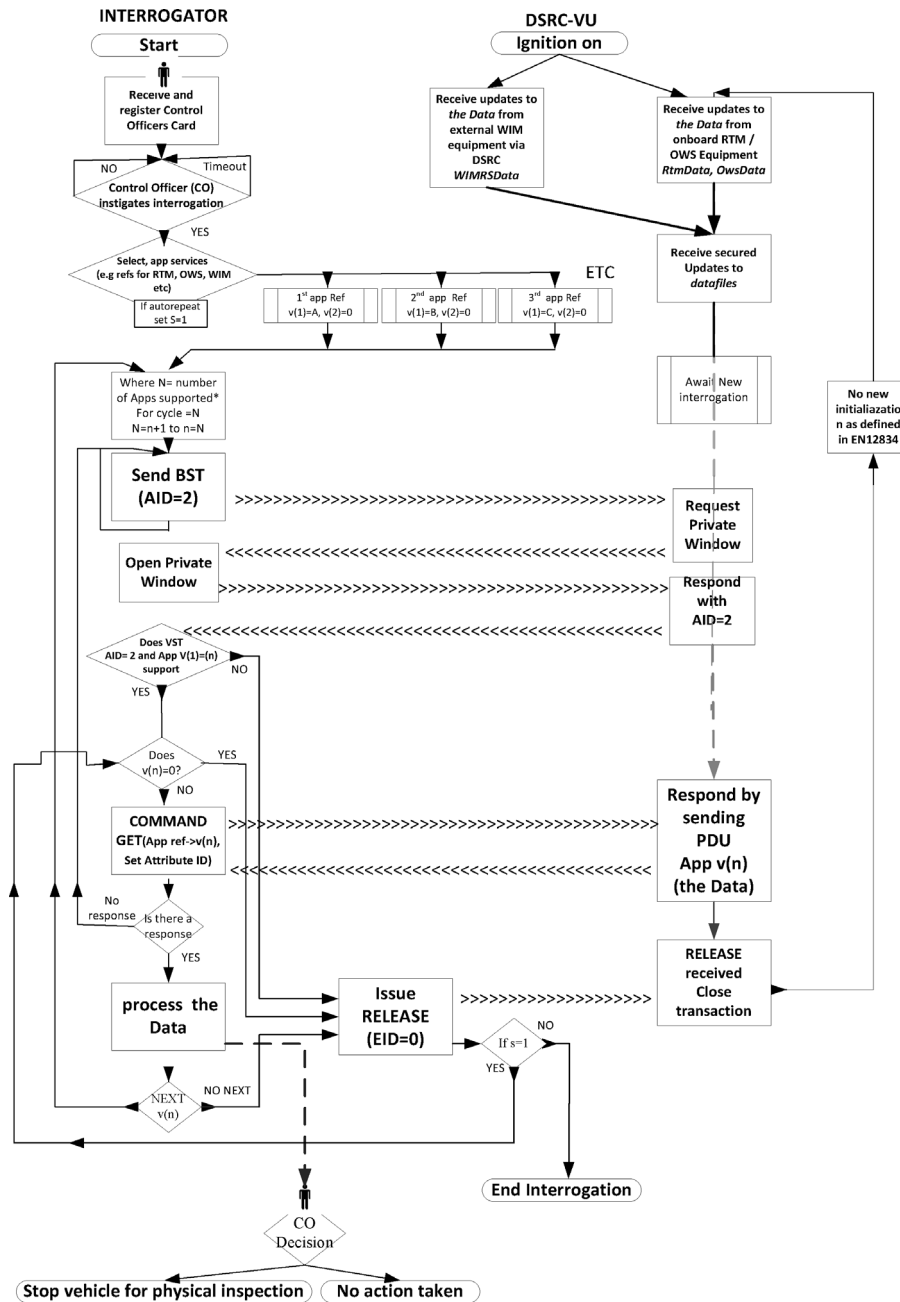 INTERROGATOR
Start
Receive and
register Control
Officers Card
NO
Timeout
Control Officer (CO)
instigates interrogation
YES
Select, app services
(e.g refs for RTM, OWS, WIM
etc)
If autorepeat
set S=1
1st app Ref
v(1)=A, v(2)=0
2nd app Ref
v(1)=B, v(2)=0
3rd app Ref
v(1)=C, v(2)=0
ETC
DSRC-VU
Ignition on
Receive updates to
the Data from
external WIM
equipment via
DSRC
WIMRSData
Receive updates to
the Data from
onboard RTM /
OWS Equipment
RtmData, OwsData
Receive secured
Updates to
datafiles
Await New
interrogation
No new
initialiazatio
n as defined
in EN12834
Where N= number
of Apps supported*
For cycle =N
N=n+1 to n=N
Send BST
(AID=2)
>>>>>>>>>>>>>>>>>>>>>>>>>>>>>>>>>>>>>>>>>
Request
Private
Window
<<<<<<<<<<<<<<<<<<<<<<<<<<<<<<<<<<<<<<<<<
Open Private
Window
>>>>>>>>>>>>>>>>>>>>>>>>>>>>>>>>>>>>>>>>>
Respond
with
AID=2
<<<<<<<<<<<<<<<<<<<<<<<<<<<<<<<<<<<<<<<<<
Does VST
AID= 2 and App V(1)=(n)
support
NO
YES
Does
v(n)=0?
YES
NO
COMMAND
GET(App ref->v(n),
Set Attribute ID)
>>>>>>>>>>>>>>>>>>>>>>>>>>>>>>>>>>>>>>>>>
<<<<<<<<<<<<<<<<<<<<<<<<<<<<<<<<<<<<<<<<<
Respond by
sending
PDU
App v(n)
(the Data)
No
response
Is there a
response
YES
process the
Data
Issue
RELEASE
(EID=0)
>>>>>>>>>>>>>>>>>>
RELEASE
received
Close
transaction
If s=1
NO
YES
NEXT
v(n)
NO NEXT
End Interrogation
CO
Decision
Stop vehicle for physical inspection
No action taken